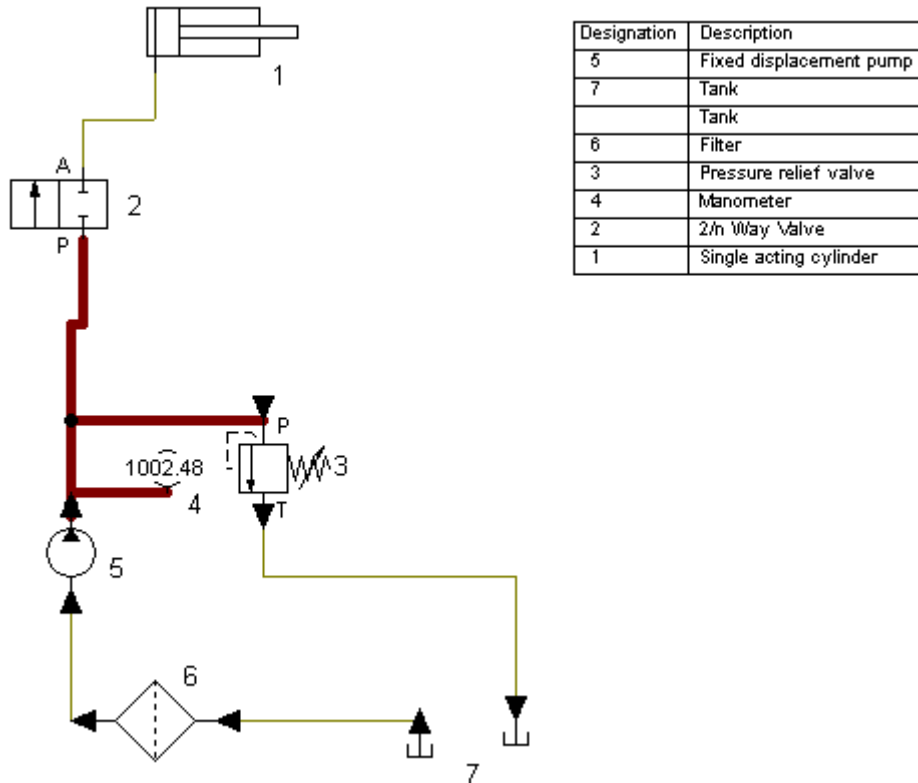 1
A
2
P
P
1002.48
3
4
T
5
6
7
Designation Description
5 Fixed displacement pump
7 Tank
Tank
6 Filter
3 Pressure relief valve
4 Manometer
2 2/n Way Valve
1 Single acting cylinder